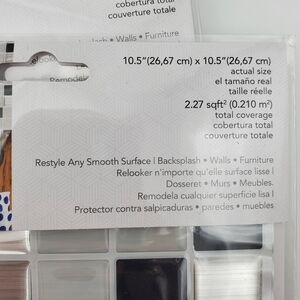 cobertura total
couverture totale
Backsplash • Walls • Furniture
10.5"(26,67 cm) x 10.5"(26,67 cm)
actual size
el tamaño real
taille réelle
2.27 sqft² (0.210 m²)
total coverage
cobertura total
couverture totale
Restyle Any Smooth Surface | Backsplash • Walls • Furniture
Relooker n'importe qu'elle surface lisse |
Dosseret • Murs • Meubles.
Remodela cualquier superficie lisa |
Protector contra salpicaduras • paredes • muebles